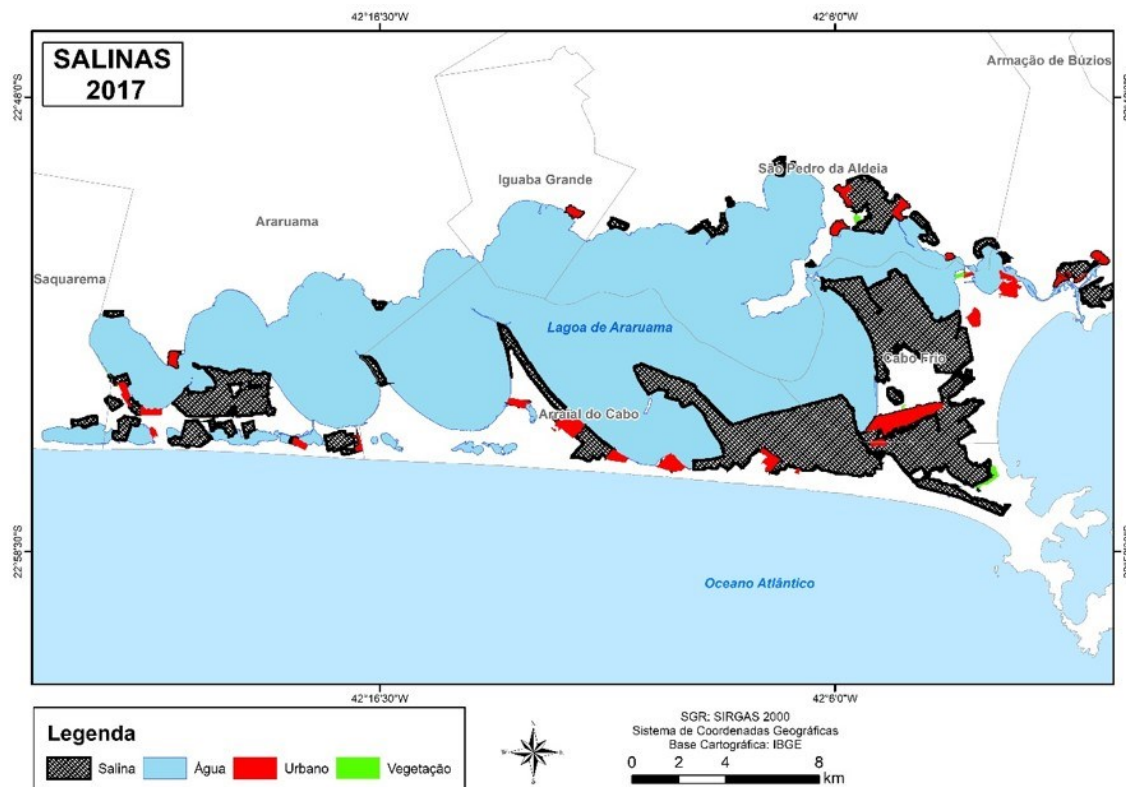 42°16'30"W
42°6'0"W
SALINAS
2017
Armação de Búzios
22°48'0"S
São Pedro da Aldeia
Iguaba Grande
Araruama
Saquarema
Lagoa de Araruama
Cabo Frio
Arraial do Cabo
22°58'30"S
Oceano Atlântico
42°16'30"W
42°6'0"W
Legenda
Salina
Água
Urbano
Vegetação
N
SGR: SIRGAS 2000
Sistema de Coordenadas Geográficas
Base Cartográfica: IBGE
0 2 4 6 8
km